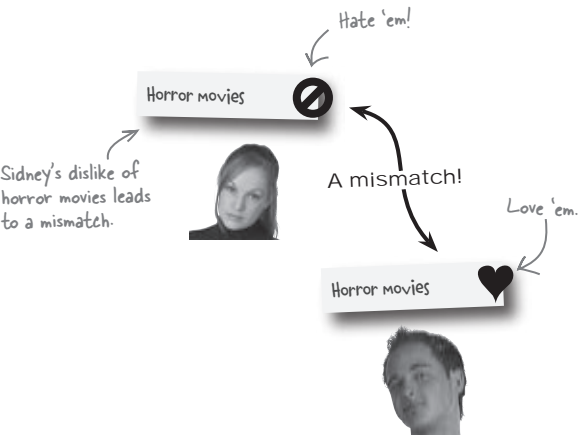 Hate 'em!
Horror movies
Sidney's dislike of
horror movies leads
to a mismatch.
A mismatch!
Love 'em.
Horror movies